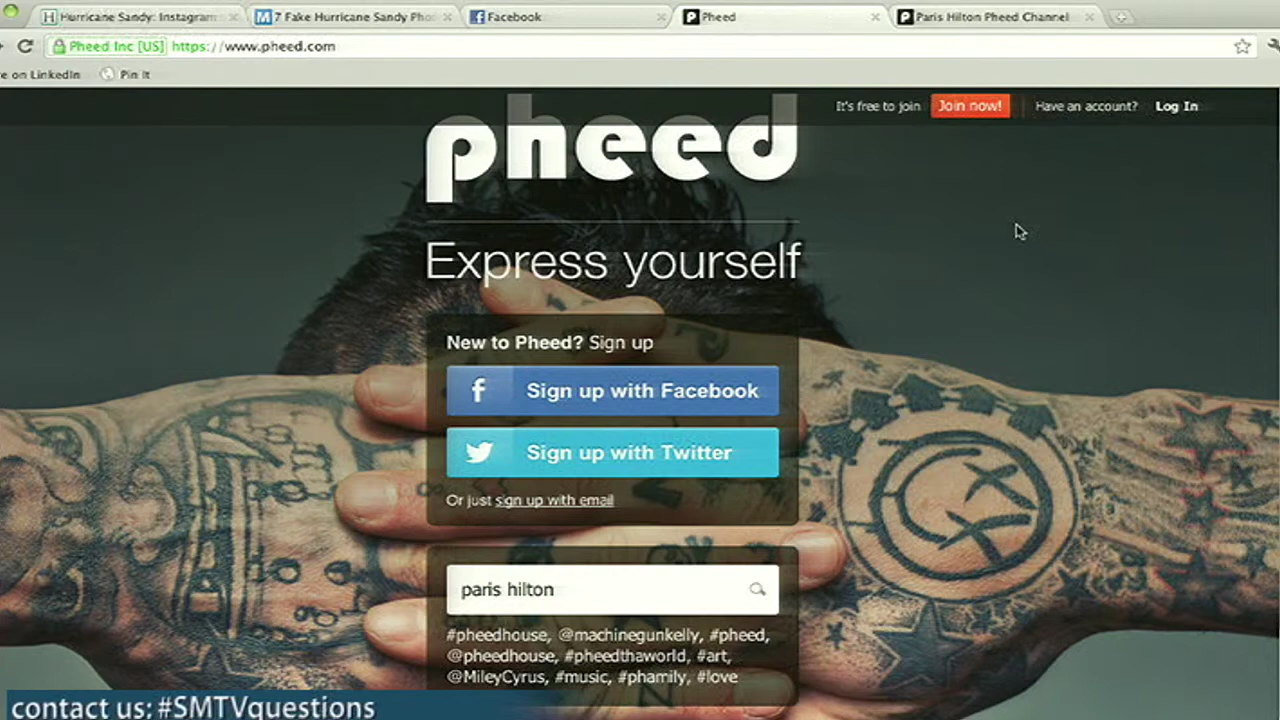 Hurricane Sandy: Instagram
7 Fake Hurricane Sandy Pho
Facebook
Pheed
Paris Hilton Pheed Channel
Pheed Inc [US] https://www.pheed.com
re on LinkedIn
Pin It
It's free to join
Join now!
Have an account?
Log In
pheed
Express yourself
New to Pheed? Sign up
f Sign up with Facebook
Sign up with Twitter
Or just sign up with email
paris hilton
#pheedhouse, @machinegunkelly, #pheed,
@pheedhouse, #pheedthaworld, #art,
@MileyCyrus, #music, #phamily, #love
contact us: #SMTVquestions